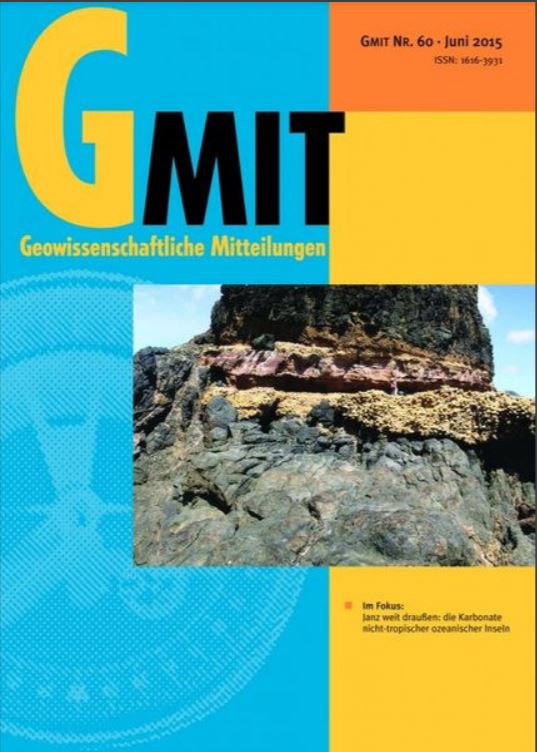 GMIT NR. 60 · JUNI 2015
ISSN: 1616-3931
GMIT
Geowissenschaftliche Mitteilungen
Im Fokus:
Janz weit draußen: die Karbonate
nicht-tropischer ozeanischer Inseln